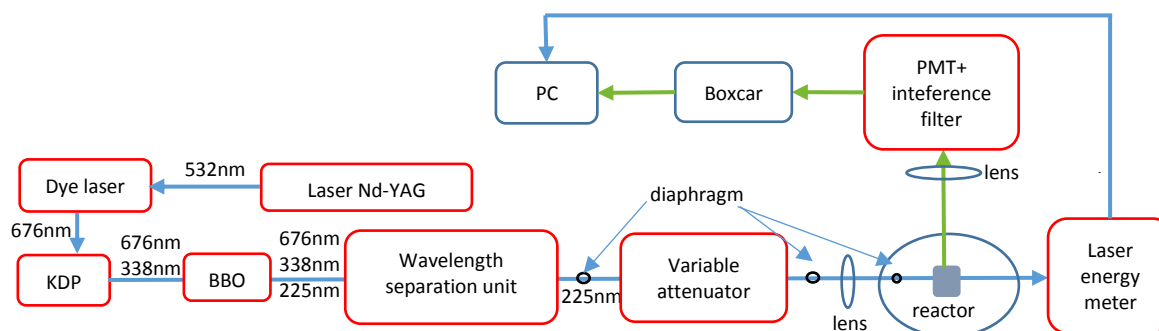 PMT+
inteference
filter
PC
Boxcar
532nm
Dye laser
Laser Nd-YAG
lens
diaphragm
676nm
676nm
338nm
676nm
338nm
225nm
KDP
BBO
Wavelength
separation unit
225nm
Variable
attenuator
lens
reactor
Laser
energy
meter